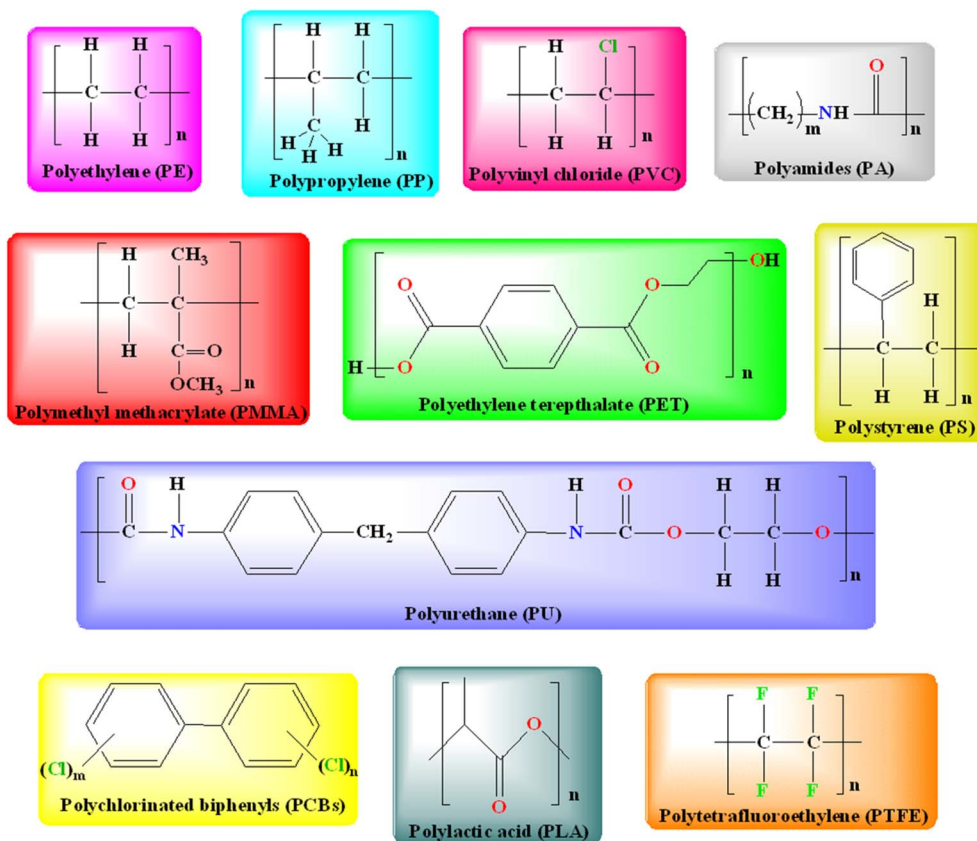 H H
C C
H H
n
Polyethylene (PE)
H H
C C
C H
H H H
n
Polypropylene (PP)
H Cl
C C
H H
n
Polyvinyl chloride (PVC)
O
(CH₂)m NH C
n
Polyamides (PA)
H CH₃
C C
H C=O
OCH₃
n
Polymethyl methacrylate (PMMA)
OH
O O
H O O
n
Polyethylene terepthalate (PET)
H
C C
H H
n
Polystyrene (PS)
O H H O H H
C N CH₂ N C O C C O
H H
n
Polyurethane (PU)
(Cl)m (Cl)n
Polychlorinated biphenyls (PCBs)
O
O
n
Polylactic acid (PLA)
F F
C C
F F
n
Polytetrafluoroethylene (PTFE)